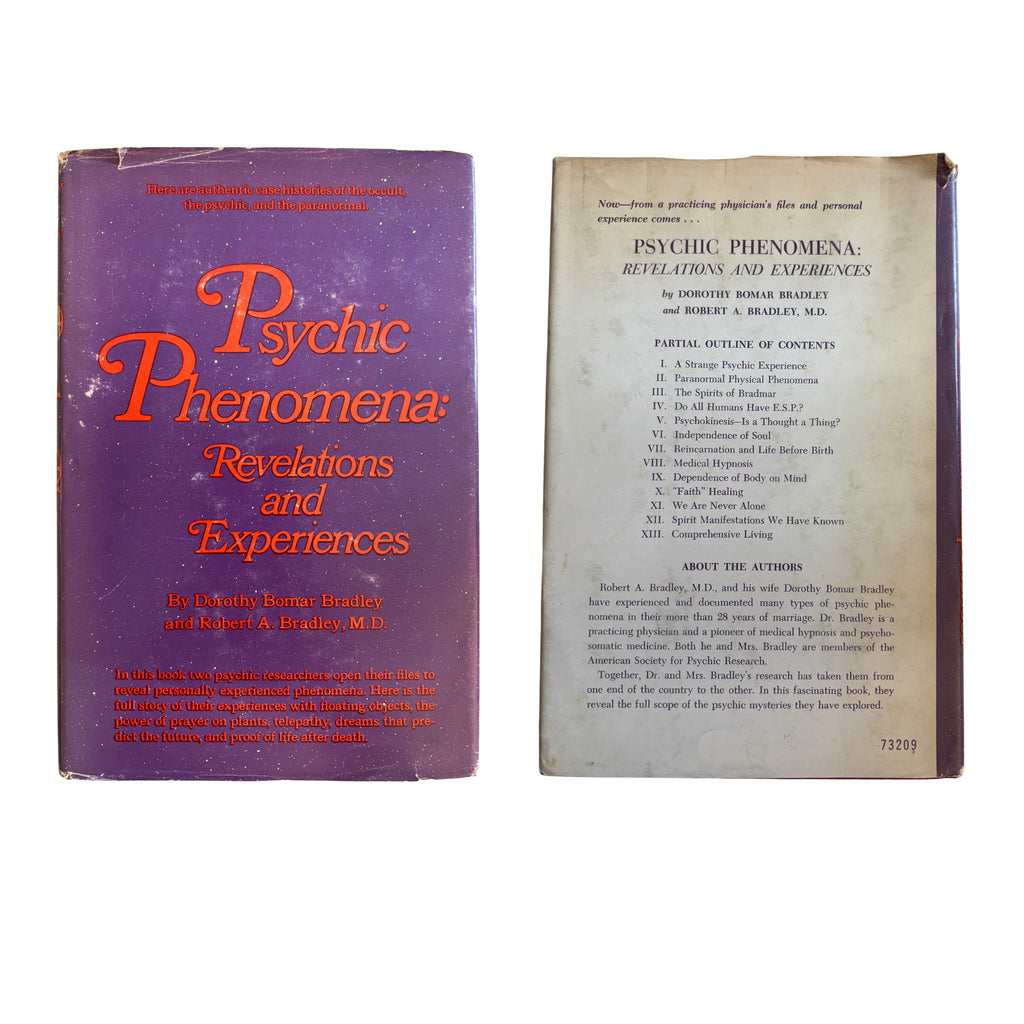 Here are authentic case histories of the occult,
the psychic, and the paranormal.
Psychic
Phenomena:
Revelations
and
Experiences
By Dorothy Bomar Bradley
and Robert A. Bradley, M.D.
In this book two psychic researchers open their files to
reveal personally experienced phenomena. Here is the
full story of their experiences with floating objects, the
power of prayer on plants, telepathy, dreams that pre-
dict the future, and proof of life after death.
Now—from a practicing physician's files and personal
experience comes . . .
PSYCHIC PHENOMENA:
REVELATIONS AND EXPERIENCES
by DOROTHY BOMAR BRADLEY
and ROBERT A. BRADLEY, M.D.
PARTIAL OUTLINE OF CONTENTS
I. A Strange Psychic Experience
II. Paranormal Physical Phenomena
III. The Spirits of Bradmar
IV. Do All Humans Have E.S.P.?
V. Psychokinesis—Is a Thought a Thing?
VI. Independence of Soul
VII. Reincarnation and Life Before Birth
VIII. Medical Hypnosis
IX. Dependence of Body on Mind
X. "Faith" Healing
XI. We Are Never Alone
XII. Spirit Manifestations We Have Known
XIII. Comprehensive Living
ABOUT THE AUTHORS
Robert A. Bradley, M.D., and his wife Dorothy Bomar Bradley
have experienced and documented many types of psychic phe-
nomena in their more than 28 years of marriage. Dr. Bradley is a
practicing physician and a pioneer of medical hypnosis and psycho-
somatic medicine. Both he and Mrs. Bradley are members of the
American Society for Psychic Research.
Together, Dr. and Mrs. Bradley's research has taken them from
one end of the country to the other. In this fascinating book, they
reveal the full scope of the psychic mysteries they have explored.
73209